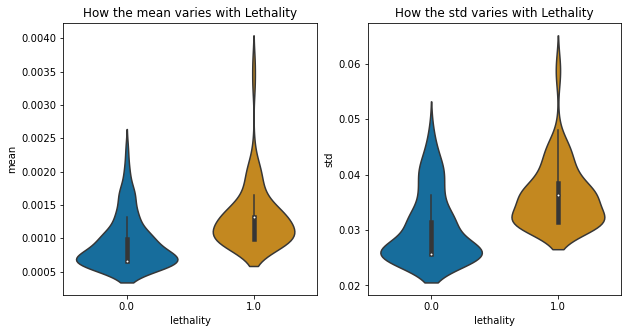 How the mean varies with Lethality
How the std varies with Lethality
mean
0.0040
0.0035
0.0030
0.0025
0.0020
0.0015
0.0010
0.0005
0.0
1.0
lethality
std
0.06
0.05
0.04
0.03
0.02
0.0
1.0
lethality